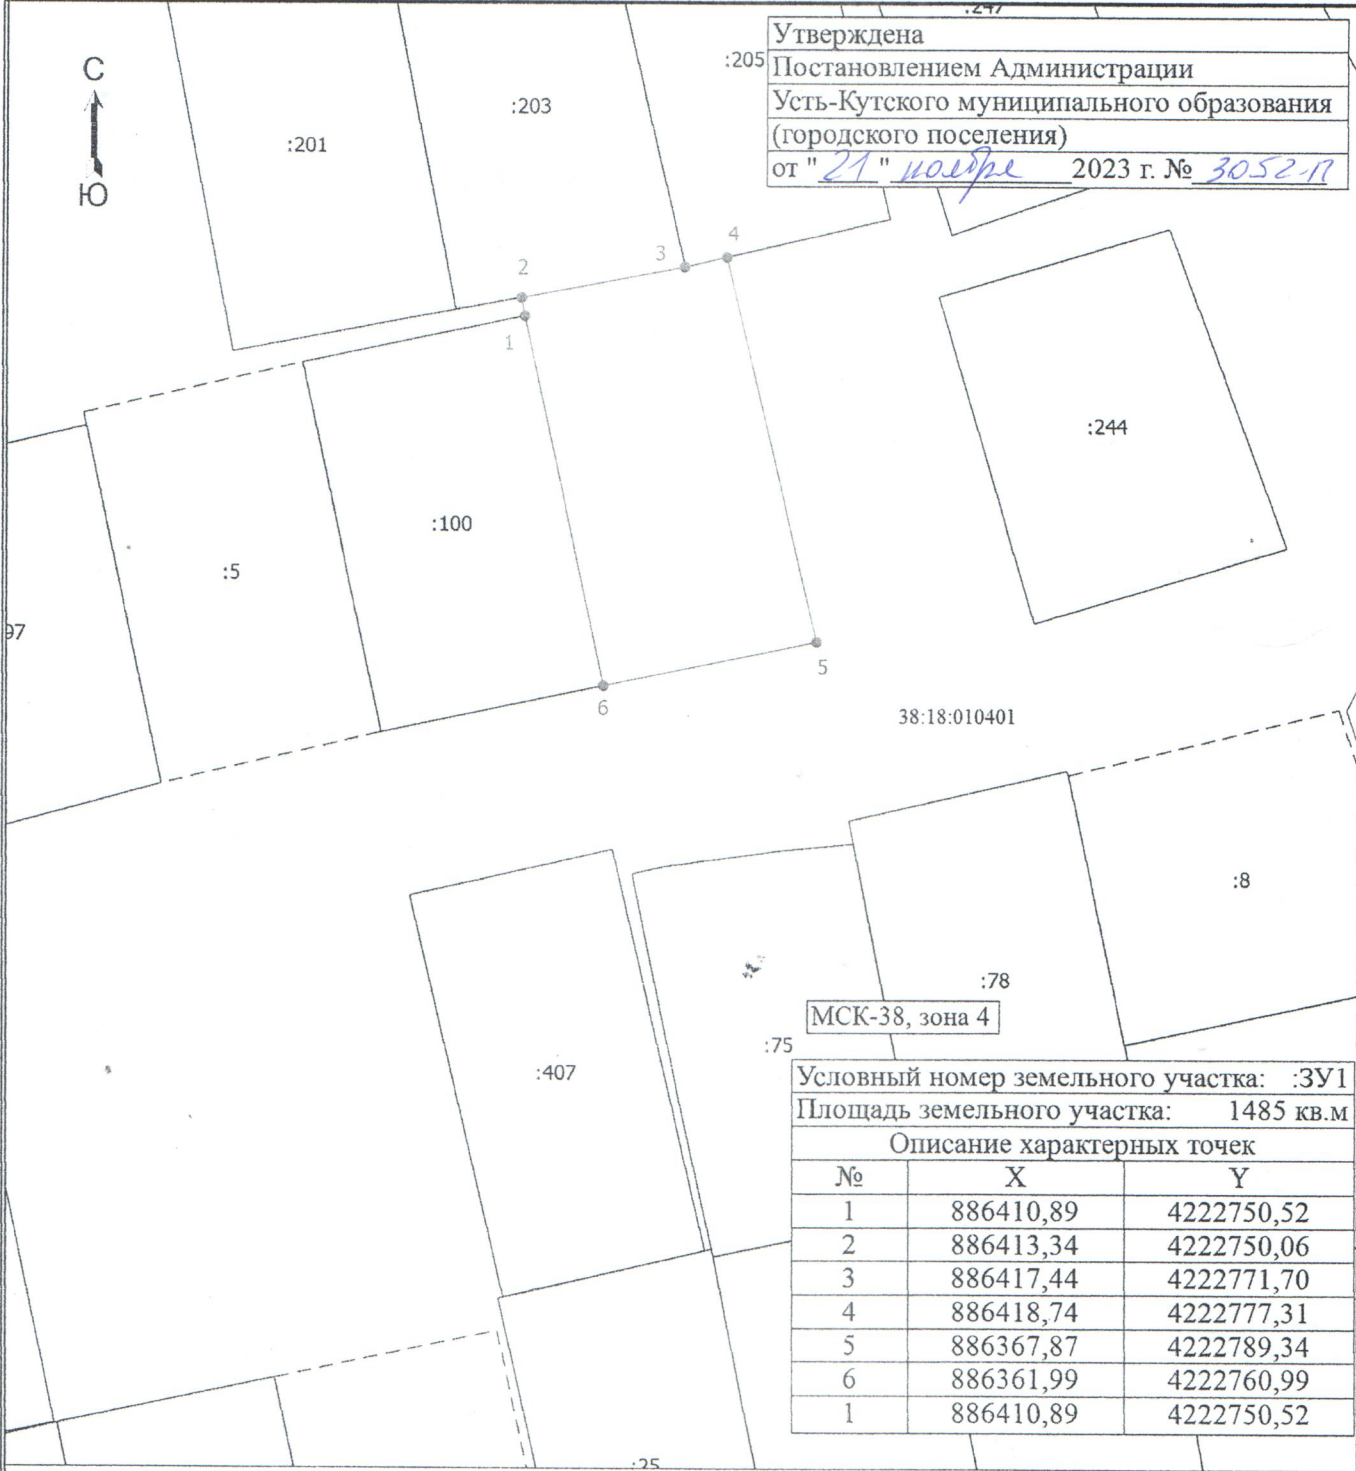 :247
Утверждена
:205
Постановлением Администрации
С
Усть-Кутского муниципального образования
:203
(городского поселения)
:201
от "21" ноября 2023 г. № 3052-П
Ю
4
3
2
1
:244
:100
:5
97
5
6
38:18:010401
:8
:78
МСК-38, зона 4
:75
:407
Условный номер земельного участка: :ЗУ1
Площадь земельного участка: 1485 кв.м
Описание характерных точек
№ X Y
1 886410,89 4222750,52
2 886413,34 4222750,06
3 886417,44 4222771,70
4 886418,74 4222777,31
5 886367,87 4222789,34
6 886361,99 4222760,99
1 886410,89 4222750,52
:25